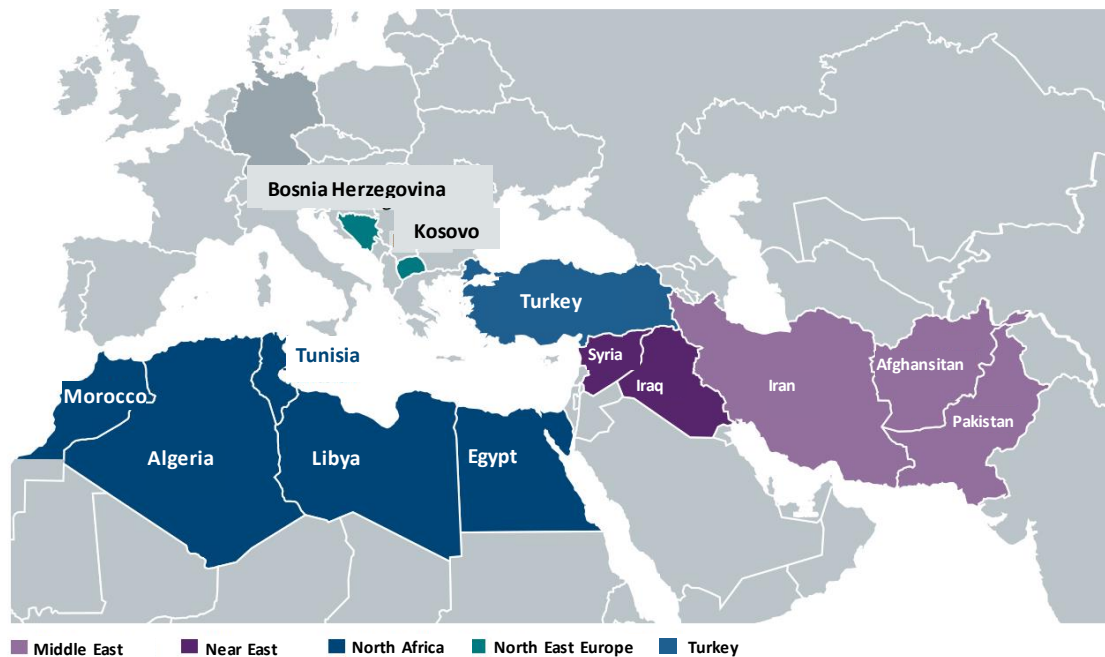 Bosnia Herzegovina
Kosovo
Turkey
Tunisia
Syria
Afghansitan
Morocco
Iraq
Iran
Pakistan
Algeria
Libya
Egypt
Middle East
Near East
North Africa
North East Europe
Turkey